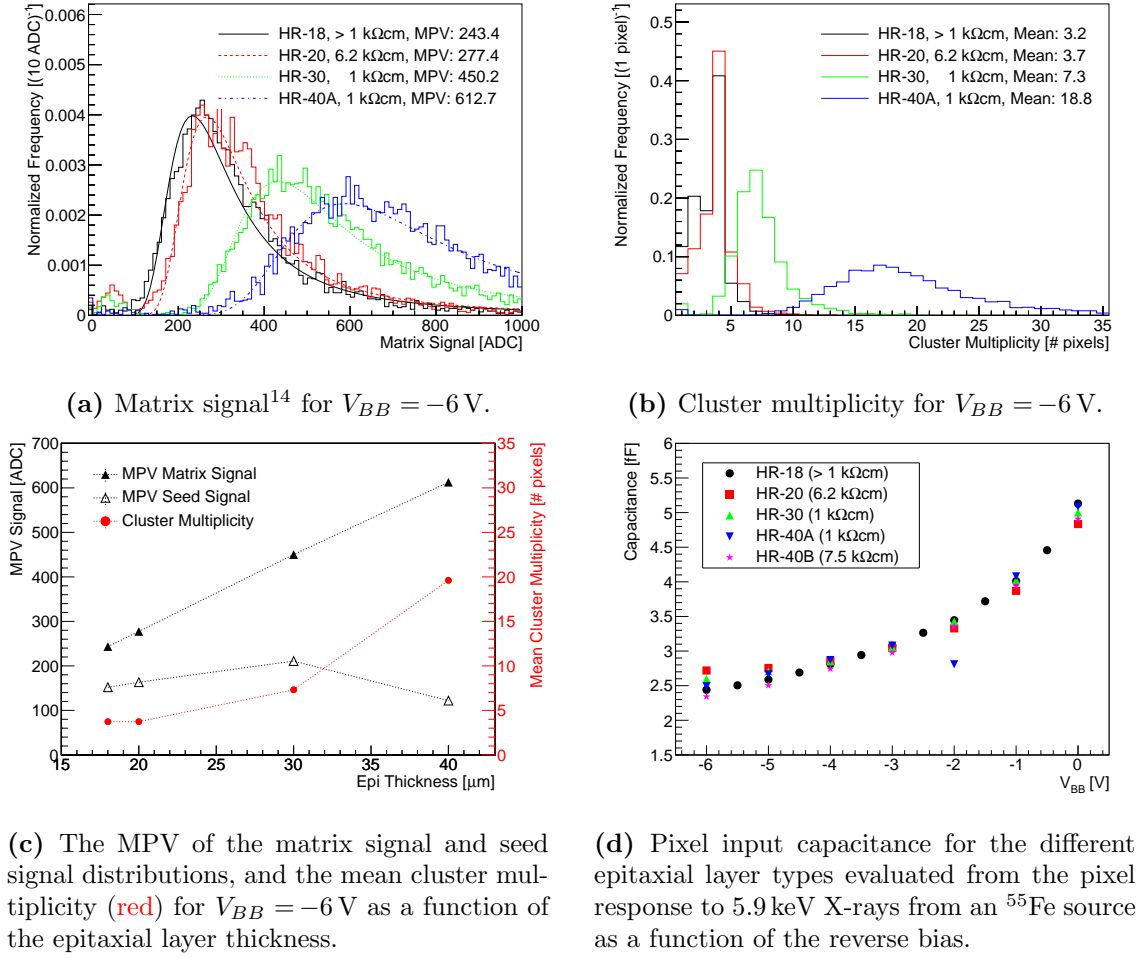 Normalized Frequency [(10 ADC)⁻¹]
0.006
0.005
0.004
0.003
0.002
0.001
0
HR-18, > 1 kΩcm, MPV: 243.4
HR-20, 6.2 kΩcm, MPV: 277.4
HR-30, 1 kΩcm, MPV: 450.2
HR-40A, 1 kΩcm, MPV: 612.7
0 200 400 600 800 1000
Matrix Signal [ADC]
(a) Matrix signal¹⁴ for V_BB = −6 V.
Normalized Frequency [(1 pixel)⁻¹]
0.5
0.4
0.3
0.2
0.1
0
HR-18, > 1 kΩcm, Mean: 3.2
HR-20, 6.2 kΩcm, Mean: 3.7
HR-30, 1 kΩcm, Mean: 7.3
HR-40A, 1 kΩcm, Mean: 18.8
5 10 15 20 25 30 35
Cluster Multiplicity [# pixels]
(b) Cluster multiplicity for V_BB = −6 V.
MPV Signal [ADC]
700
600
500
400
300
200
100
0
MPV Matrix Signal
MPV Seed Signal
Cluster Multiplicity
15 20 25 30 35 40
Epi Thickness [μm]
35
30
25
20
15
10
5
0
Mean Cluster Multiplicity [# pixels]
(c) The MPV of the matrix signal and seed
signal distributions, and the mean cluster mul-
tiplicity (red) for V_BB = −6 V as a function of
the epitaxial layer thickness.
Capacitance [fF]
6
5.5
5
4.5
4
3.5
3
2.5
2
1.5
HR-18 (> 1 kΩcm)
HR-20 (6.2 kΩcm)
HR-30 (1 kΩcm)
HR-40A (1 kΩcm)
HR-40B (7.5 kΩcm)
-6 -5 -4 -3 -2 -1 0
V_BB [V]
(d) Pixel input capacitance for the different
epitaxial layer types evaluated from the pixel
response to 5.9 keV X-rays from an ⁵⁵Fe source
as a function of the reverse bias.